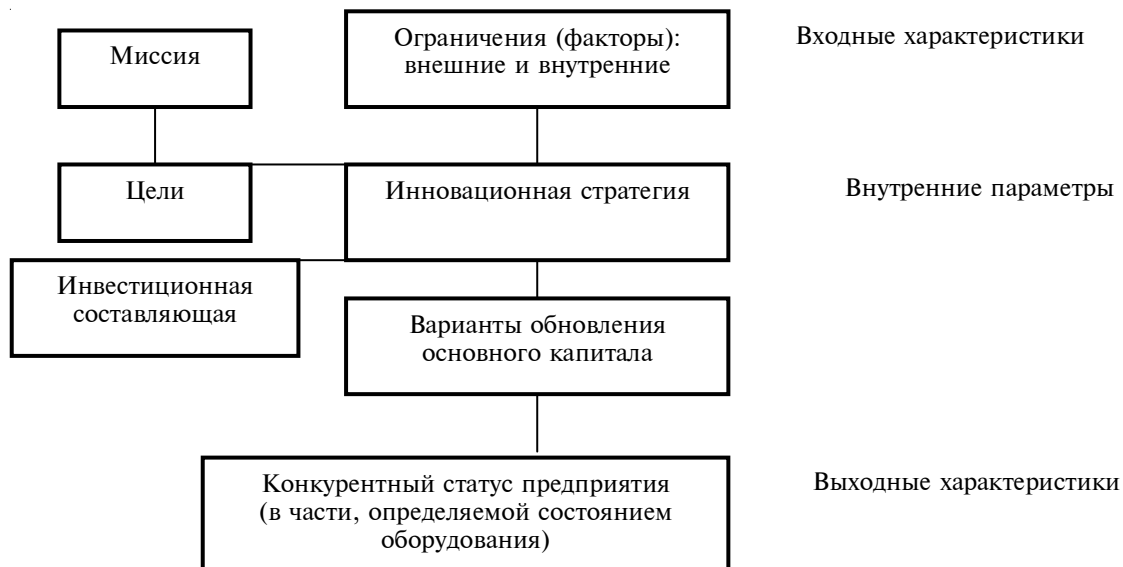 Миссия
Ограничения (факторы):
внешние и внутренние
Входные характеристики
Цели
Инновационная стратегия
Внутренние параметры
Инвестиционная
составляющая
Варианты обновления
основного капитала
Конкурентный статус предприятия
(в части, определяемой состоянием
оборудования)
Выходные характеристики